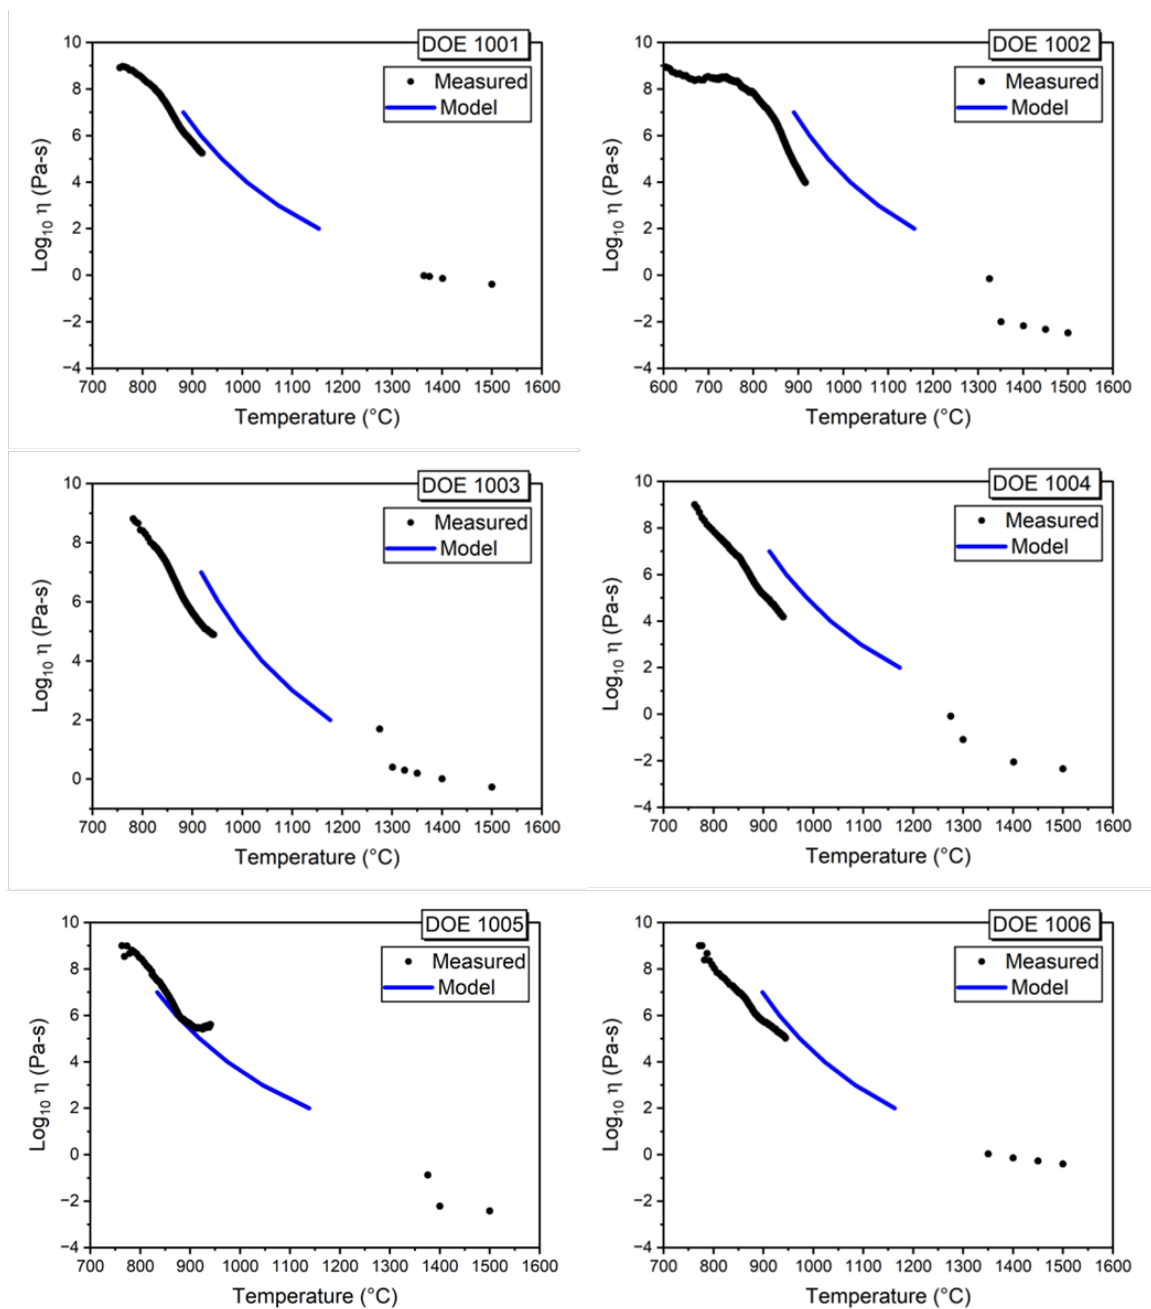 DOE 1001
Measured
Model
10
8
6
4
2
0
−2
−4
Log10 η (Pa-s)
700 800 900 1000 1100 1200 1300 1400 1500 1600
Temperature (°C)
DOE 1002
Measured
Model
10
8
6
4
2
0
−2
−4
Log10 η (Pa-s)
600 700 800 900 1000 1100 1200 1300 1400 1500 1600
Temperature (°C)
DOE 1003
Measured
Model
10
8
6
4
2
0
Log10 η (Pa-s)
700 800 900 1000 1100 1200 1300 1400 1500 1600
Temperature (°C)
DOE 1004
Measured
Model
10
8
6
4
2
0
−2
−4
Log10 η (Pa-s)
700 800 900 1000 1100 1200 1300 1400 1500 1600
Temperature (°C)
DOE 1005
Measured
Model
10
8
6
4
2
0
−2
−4
Log10 η (Pa-s)
700 800 900 1000 1100 1200 1300 1400 1500 1600
Temperature (°C)
DOE 1006
Measured
Model
10
8
6
4
2
0
−2
−4
Log10 η (Pa-s)
700 800 900 1000 1100 1200 1300 1400 1500 1600
Temperature (°C)